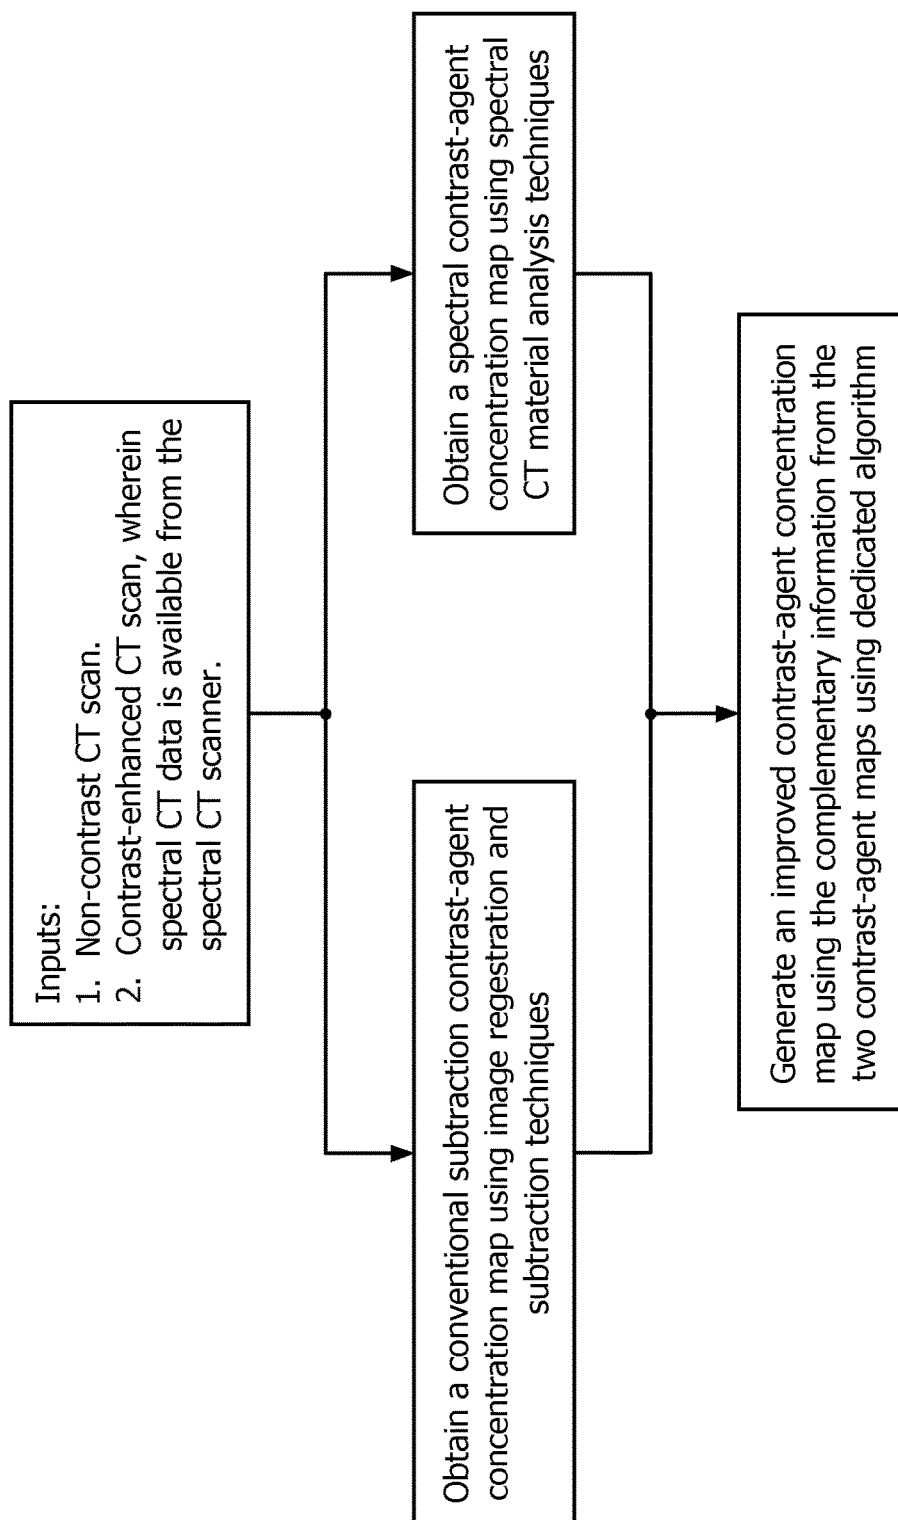 Inputs:
1. Non-contrast CT scan.
2. Contrast-enhanced CT scan, wherein
spectral CT data is available from the
spectral CT scanner.
Obtain a conventional subtraction contrast-agent
concentration map using image regestration and
subtraction techniques
Obtain a spectral contrast-agent
concentration map using spectral
CT material analysis techniques
Generate an improved contrast-agent concentration
map using the complementary information from the
two contrast-agent maps using dedicated algorithm